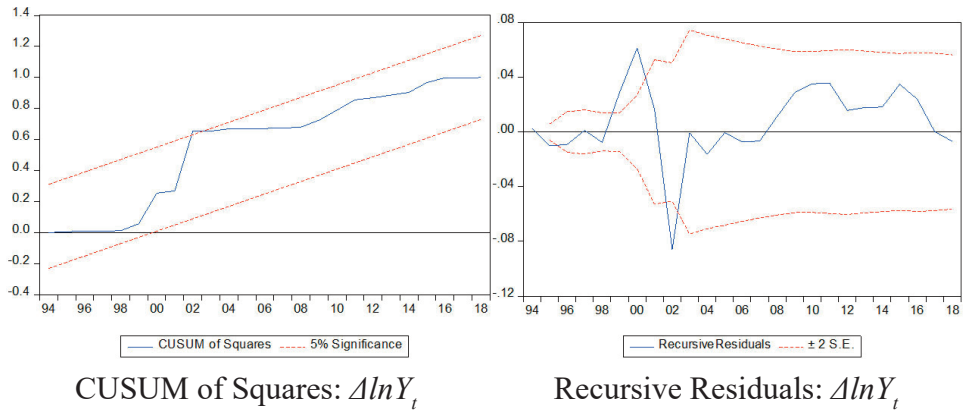 1.4
1.2
1.0
0.8
0.6
0.4
0.2
0.0
-0.2
-0.4
94 96 98 00 02 04 06 08 10 12 14 16 18
CUSUM of Squares 5% Significance
CUSUM of Squares: ΔlnYt
.08
.04
.00
-.04
-.08
-.12
94 96 98 00 02 04 06 08 10 12 14 16 18
Recursive Residuals ± 2 S.E.
Recursive Residuals: ΔlnYt